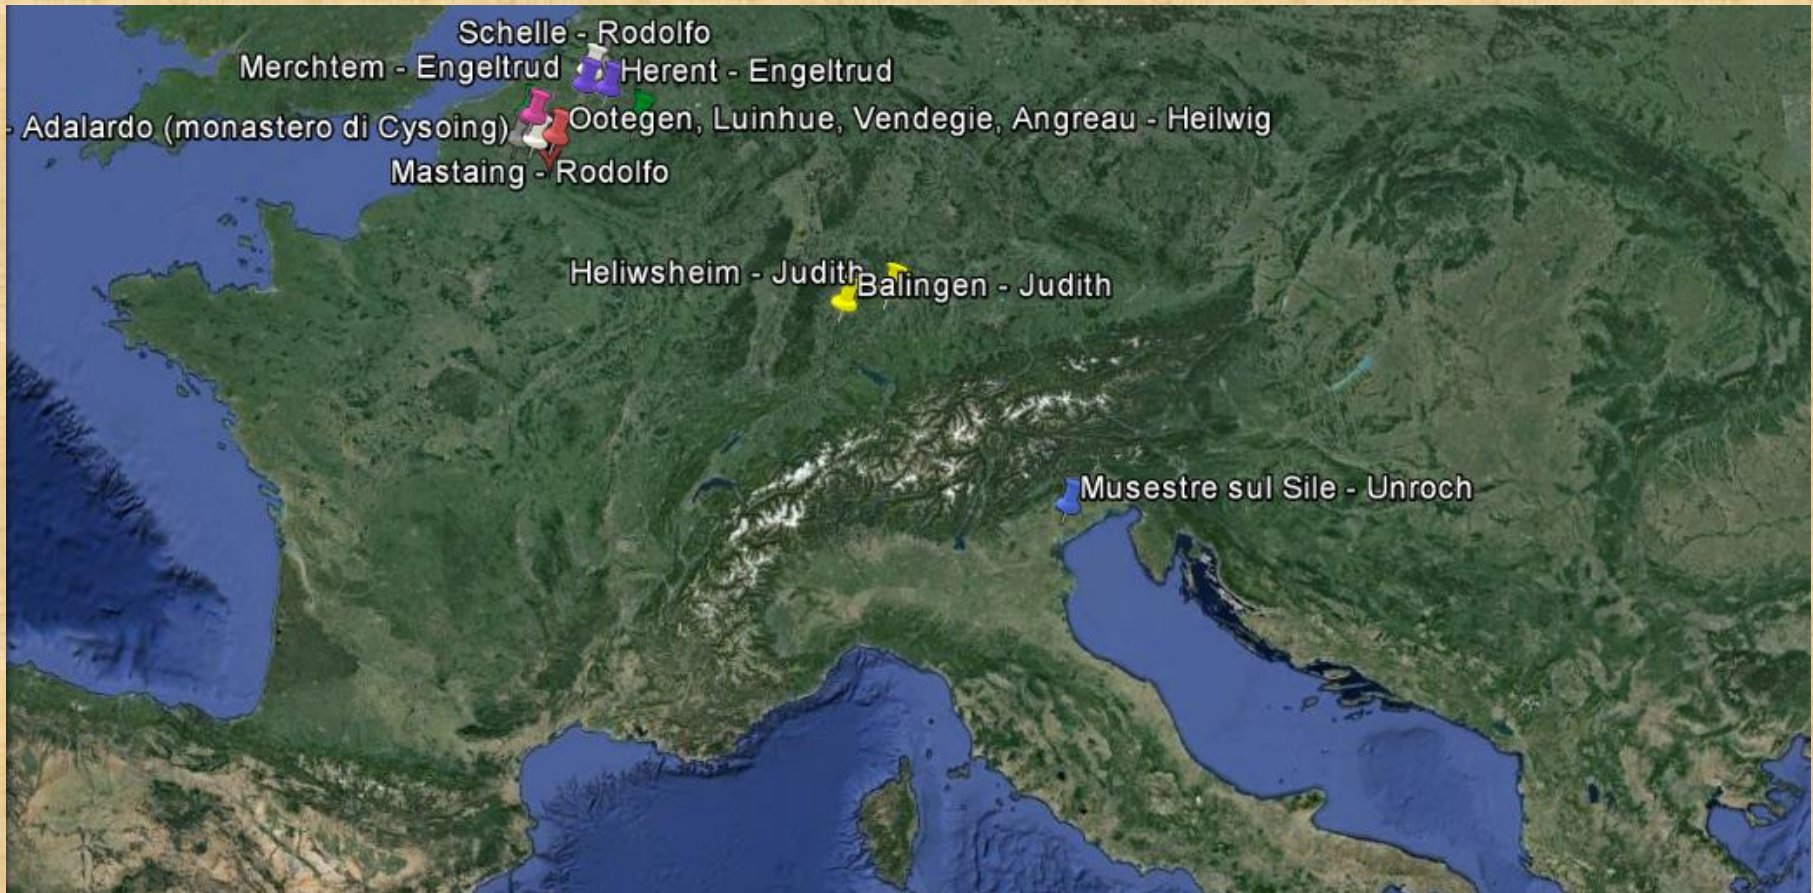 Schelle - Rodolfo
Merchtem - Engeltrud
Herent - Engeltrud
- Adalardo (monastero di Cysoing)
Ootegen, Luinhue, Vendegie, Angreau - Heilwig
Mastaing - Rodolfo
Heliwsheim - Judith
Balingen - Judith
Musestre sul Sile - Unroch